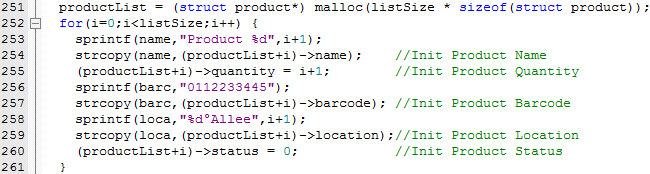 251 productList = (struct product*) malloc(listSize * sizeof(struct product));
252 for(i=0;i<listSize;i++) {
253 sprintf(name,"Product %d",i+1);
254 strcopy(name,(productList+i)->name); //Init Product Name
255 (productList+i)->quantity = i+1; //Init Product Quantity
256 sprintf(barc,"0112233445");
257 strcopy(barc,(productList+i)->barcode); //Init Product Barcode
258 sprintf(loca,"%d°Allee",i+1);
259 strcopy(loca,(productList+i)->location);//Init Product Location
260 (productList+i)->status = 0; //Init Product Status
261 }